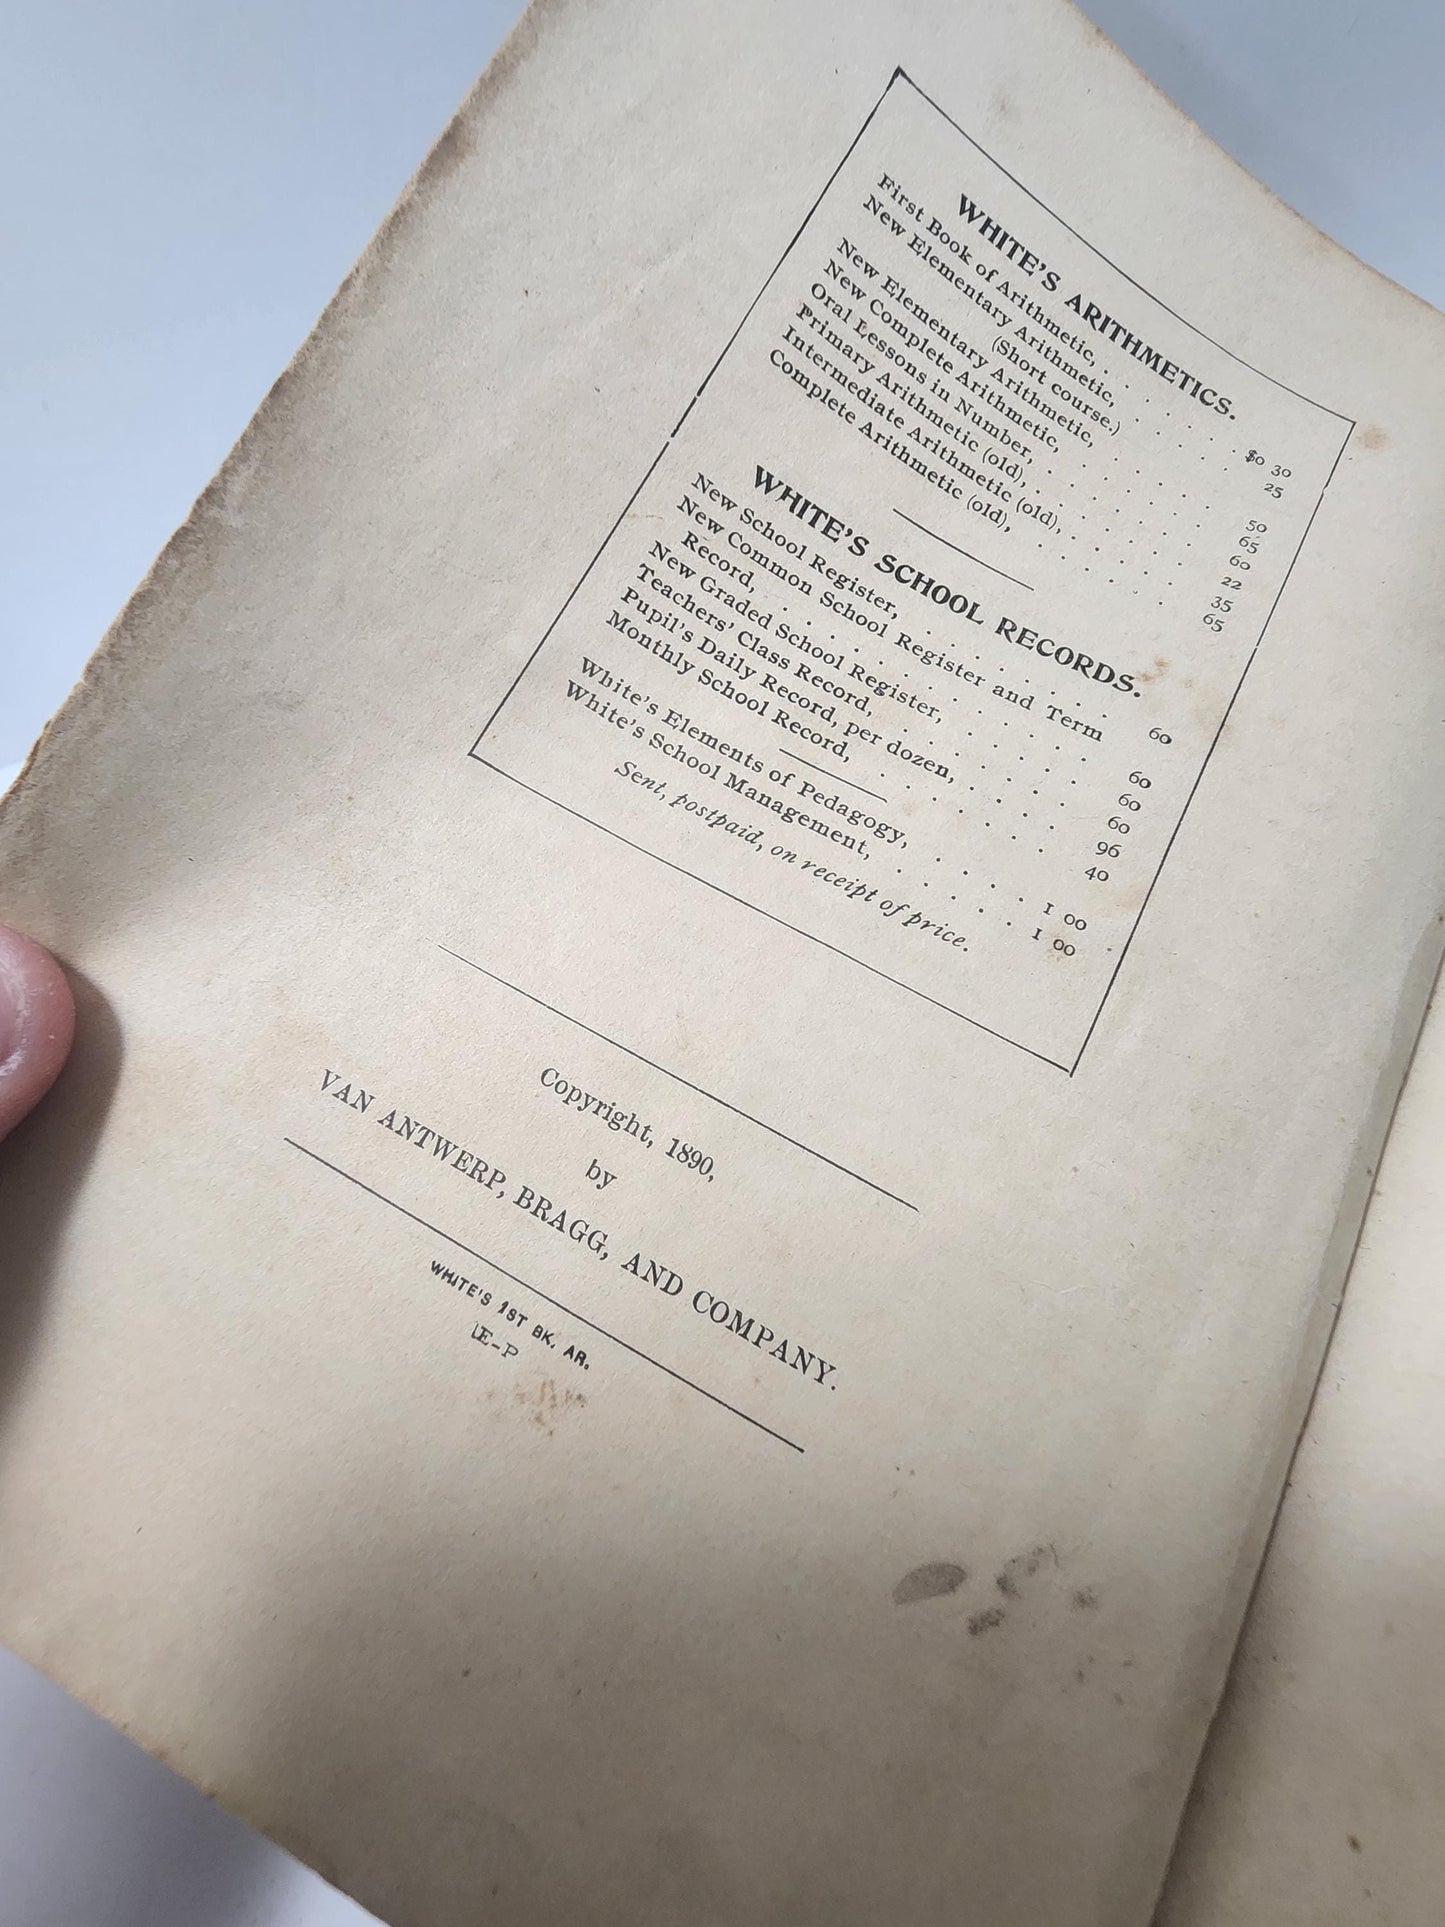 WHITE'S ARITHMETICS.
First Book of Arithmetic, . . . . . . $0 30
New Elementary Arithmetic, . . . . . . 25
(Short course.)
New Elementary Arithmetic, . . . . . . 50
New Complete Arithmetic, . . . . . . 65
Oral Lessons in Number, . . . . . . 60
Primary Arithmetic (old), . . . . . . 22
Intermediate Arithmetic (old), . . . . . 35
Complete Arithmetic (old), . . . . . . 65
WHITE'S SCHOOL RECORDS.
New School Register, . . . . . . . 60
New Common School Register and Term
Record, . . . . . . . . . . 60
New Graded School Register, . . . . . 60
Teachers' Class Record, . . . . . . 60
Pupil's Daily Record, per dozen, . . . . 96
Monthly School Record, . . . . . . 40
White's Elements of Pedagogy, . . . . 1 00
White's School Management, . . . . . 1 00
Sent, postpaid, on receipt of price.
Copyright, 1890,
by
VAN ANTWERP, BRAGG, AND COMPANY.
WHITE'S 1ST BK. AR.
E-P